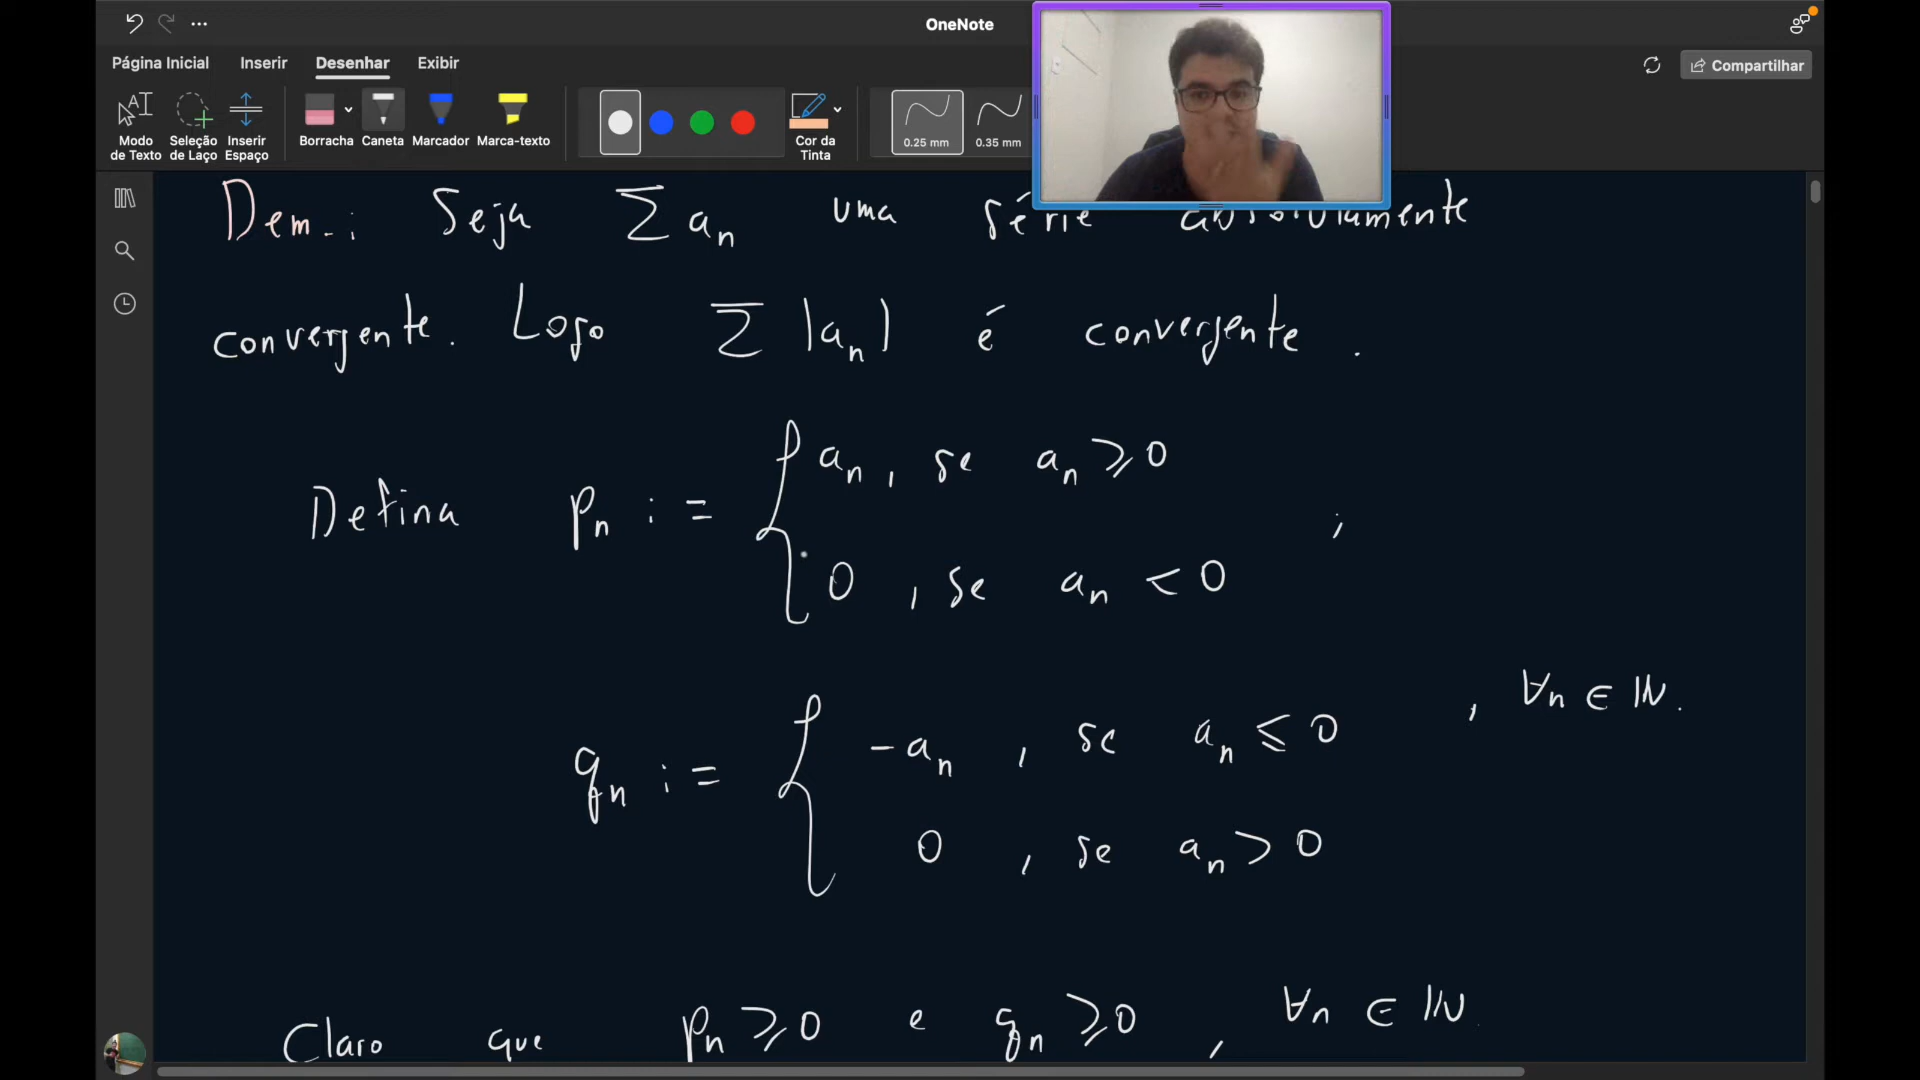 OneNote
Página Inicial Inserir Desenhar Exibir
Compartilhar
Modo de Texto
Seleção de Laço
Inserir Espaço
Borracha
Caneta
Marcador
Marca-texto
Cor da Tinta
0.25 mm
0.35 mm
Dem.: Seja ∑ aₙ uma série absolutamente
convergente. Logo ∑ |aₙ| é convergente.
Defina pₙ := { aₙ, se aₙ ⩾ 0
0, se aₙ < 0 ;
qₙ := { -aₙ, se aₙ ⩽ 0
0, se aₙ > 0 , ∀n ∈ ℕ.
Claro que pₙ ⩾ 0 e qₙ ⩾ 0, ∀n ∈ ℕ.